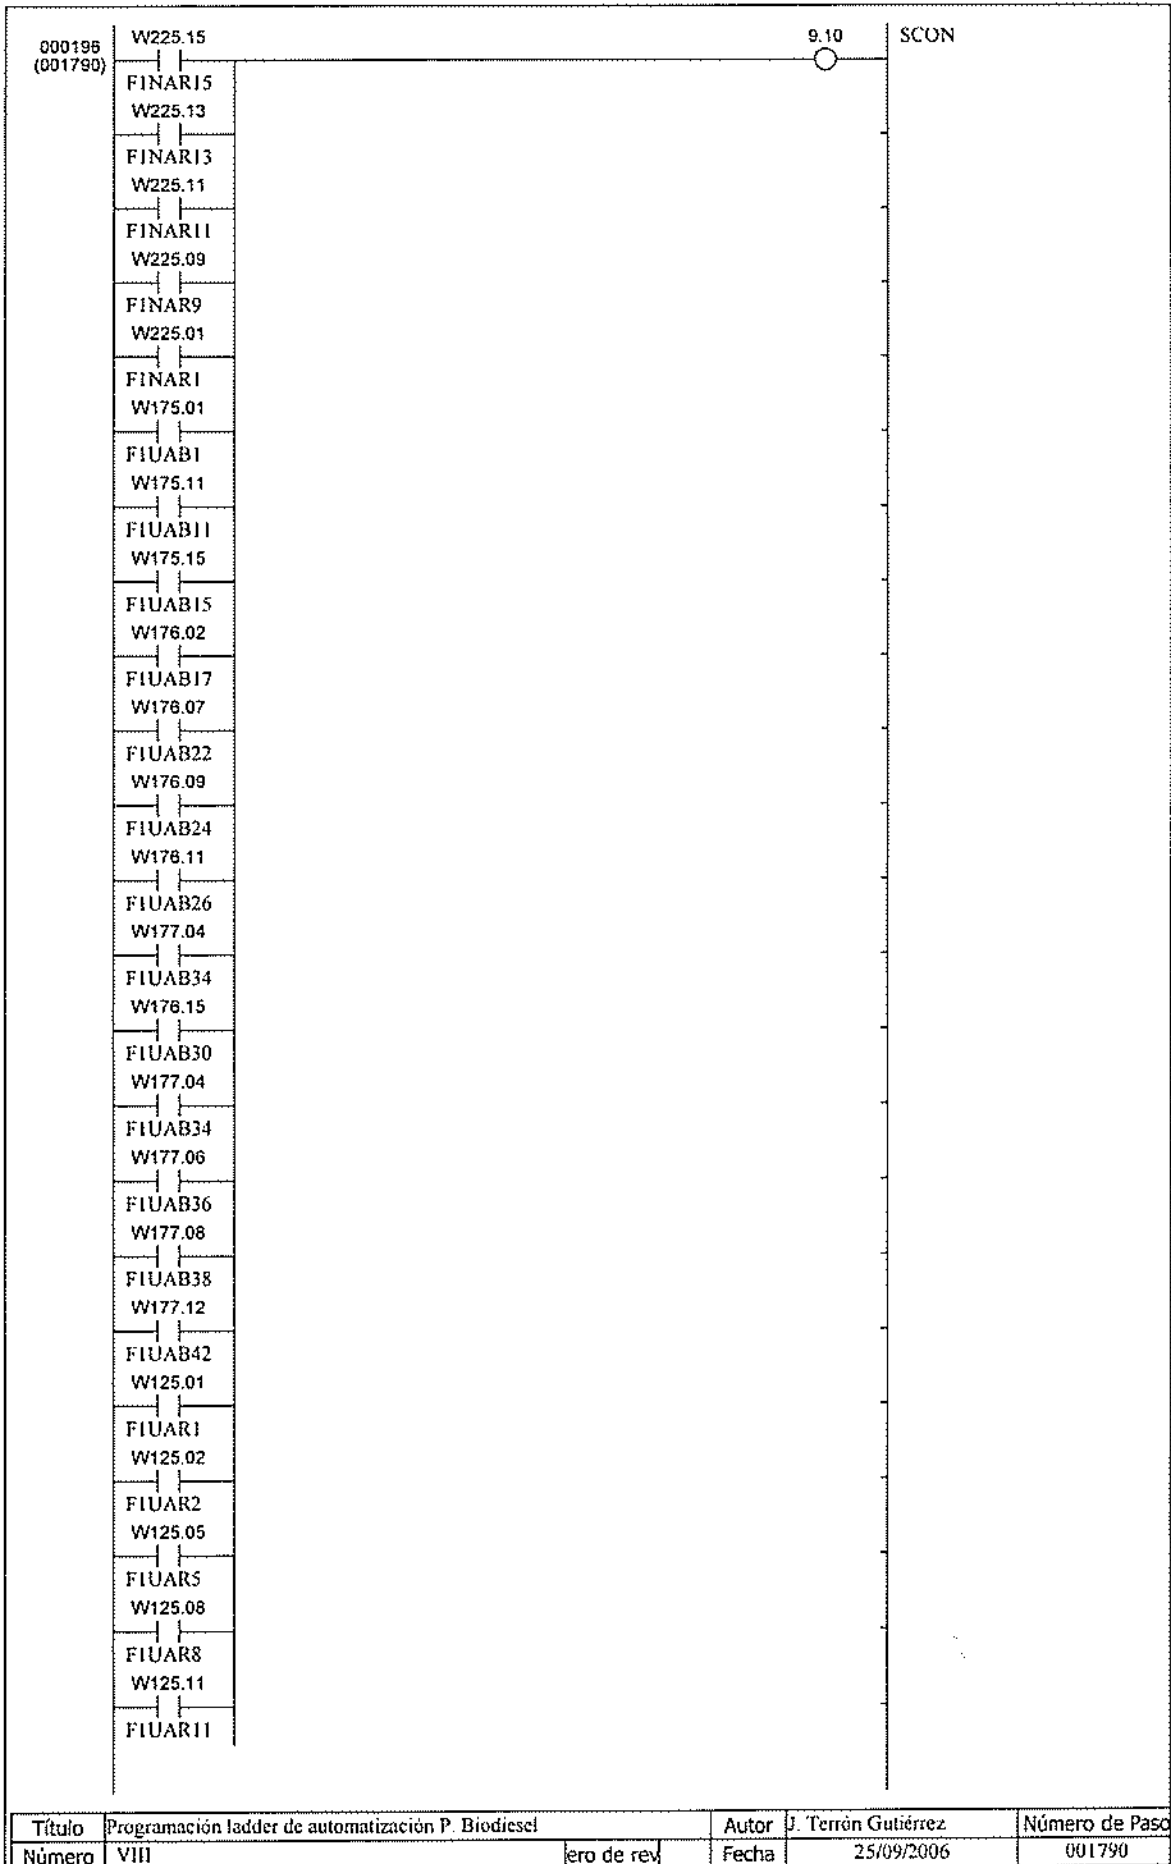 000196
(001790)
W225.15
9.10
SCON
FINAR15
W225.13
FINAR13
W225.11
FINAR11
W225.09
FINAR9
W225.01
FINAR1
W175.01
FIUAB1
W175.11
FIUAB11
W175.15
FIUAB15
W176.02
FIUAB17
W176.07
FIUAB22
W176.09
FIUAB24
W176.11
FIUAB26
W177.04
FIUAB34
W176.15
FIUAB30
W177.04
FIUAB34
W177.06
FIUAB36
W177.08
FIUAB38
W177.12
FIUAB42
W125.01
FIUAR1
W125.02
FIUAR2
W125.05
FIUAR5
W125.08
FIUAR8
W125.11
FIUAR11
Título Programación ladder de automatización P. Biodiesel Autor J. Terrón Gutiérrez Número de Paso
Número VIII ero de rev Fecha 25/09/2006 001790